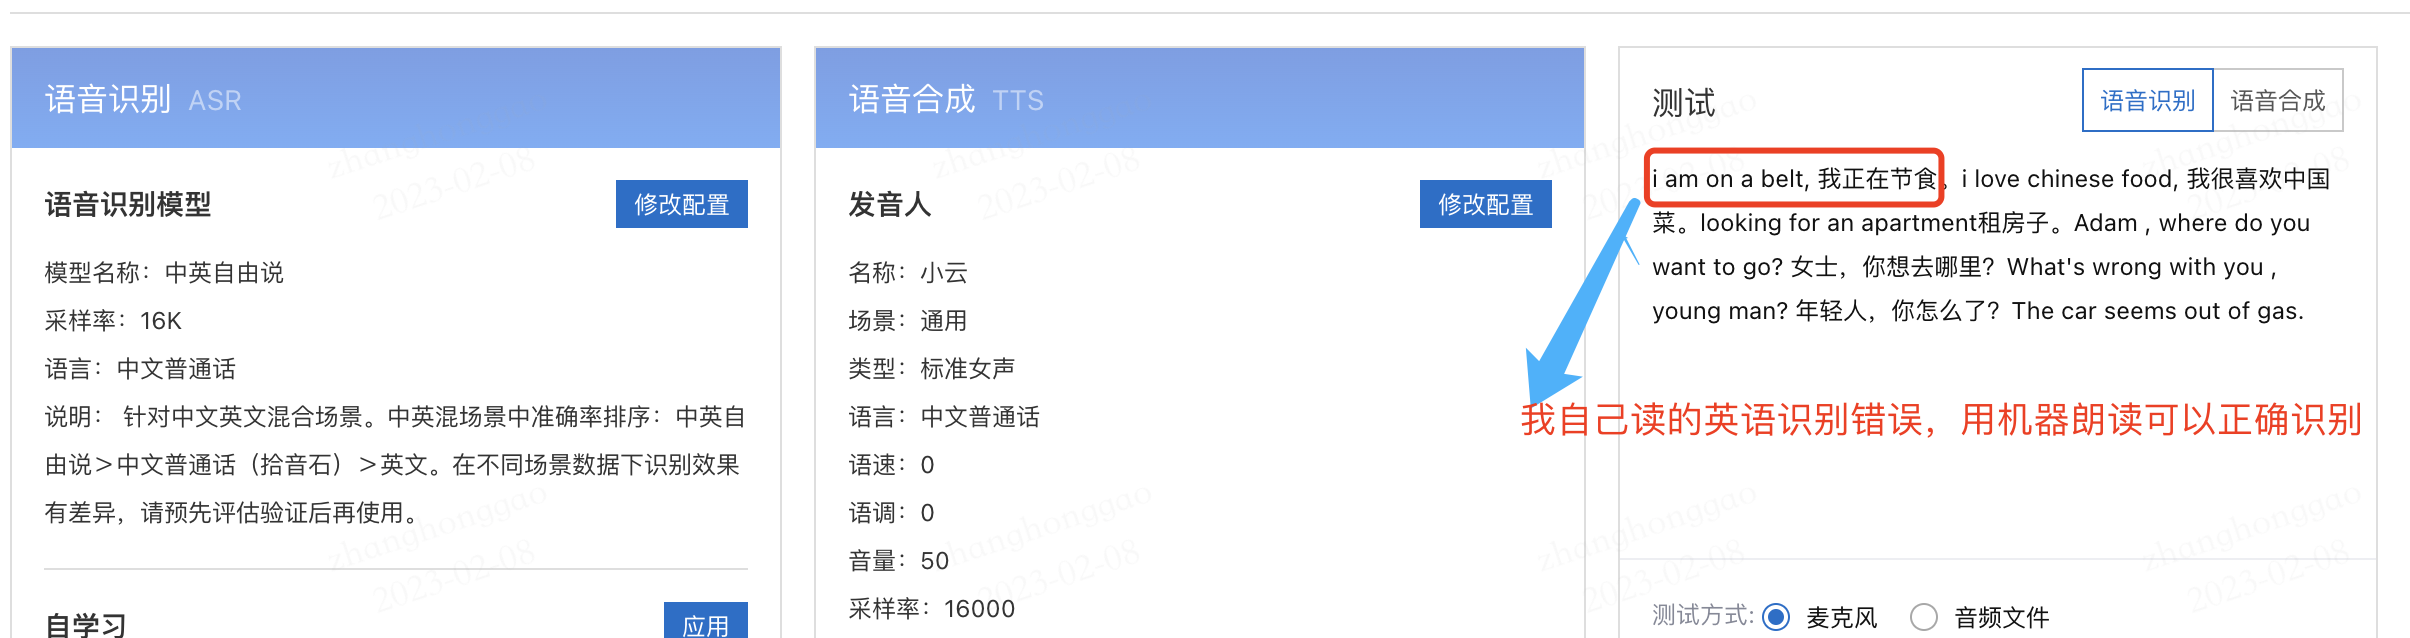 语音识别 ASR
语音识别模型
修改配置
模型名称：中英自由说
采样率：16K
语言：中文普通话
说明： 针对中文英文混合场景。中英混场景中准确率排序：中英自
由说＞中文普通话（拾音石）＞英文。在不同场景数据下识别效果
有差异，请预先评估验证后再使用。
自学习
应用
语音合成 TTS
发音人
修改配置
名称：小云
场景：通用
类型：标准女声
语言：中文普通话
语速：0
语调：0
音量：50
采样率：16000
测试
语音识别
语音合成
i am on a belt, 我正在节食。i love chinese food, 我很喜欢中国
菜。looking for an apartment租房子。Adam , where do you
want to go? 女士，你想去哪里？What's wrong with you ,
young man? 年轻人，你怎么了？The car seems out of gas.
我自己读的英语识别错误，用机器朗读可以正确识别
测试方式: 麦克风 音频文件
zhanghonggao
2023-02-08
zhanghonggao
2023-02-08
zhanghonggao
2023-02-08
zhanghonggao
2023-02-08